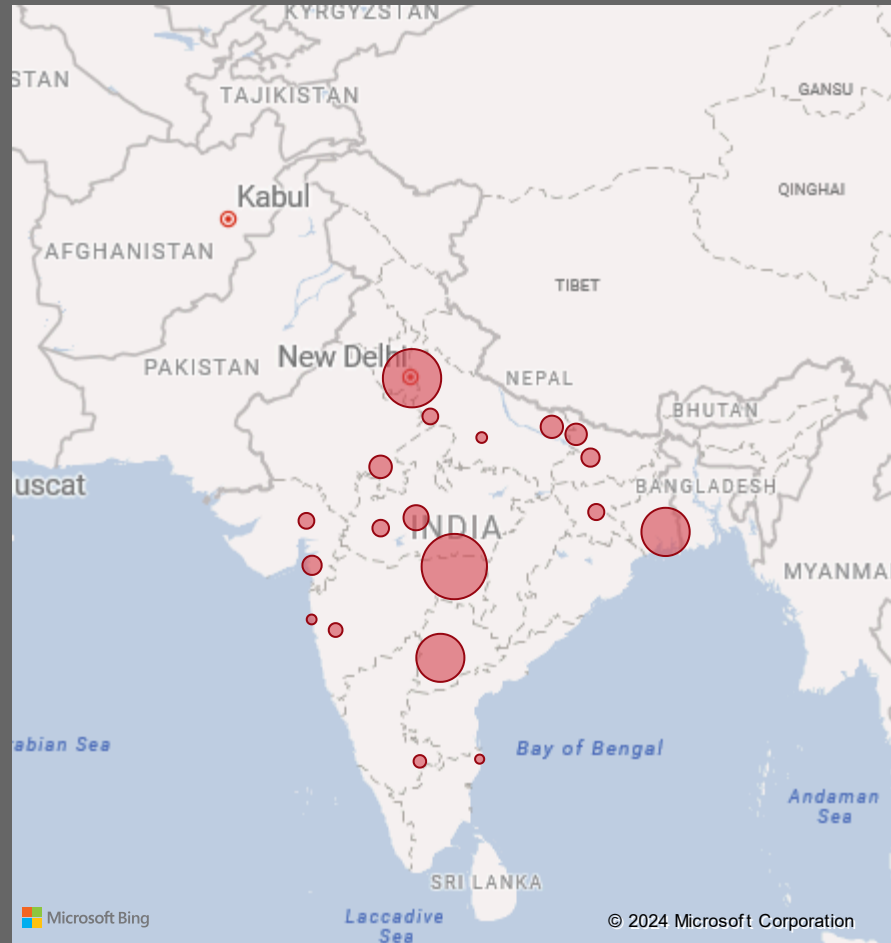 KYRGYZSTAN
STAN
TAJIKISTAN
GANSU
Kabul
QINGHAI
AFGHANISTAN
TIBET
New Delhi
PAKISTAN
NEPAL
BHUTAN
uscat
BANGLADESH
INDIA
MYANMA
rabian Sea
Bay of Bengal
Andaman
Sea
SRI LANKA
Laccadive
Sea
Microsoft Bing
© 2024 Microsoft Corporation